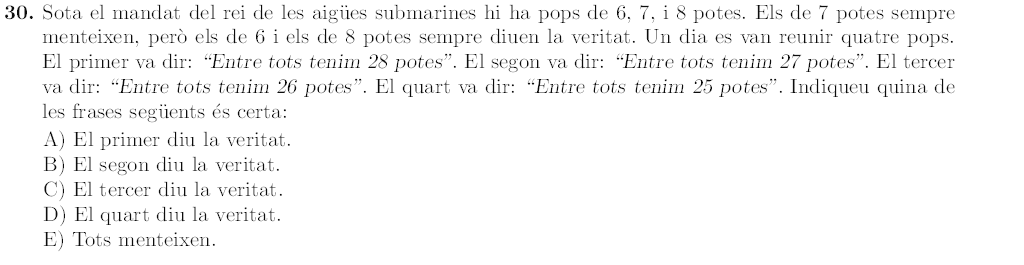 30. Sota el mandat del rei de les aigües submarines hi ha pops de 6, 7, i 8 potes. Els de 7 potes sempre
menteixen, però els de 6 i els de 8 potes sempre diuen la veritat. Un dia es van reunir quatre pops.
El primer va dir: “Entre tots tenim 28 potes”. El segon va dir: “Entre tots tenim 27 potes”. El tercer
va dir: “Entre tots tenim 26 potes”. El quart va dir: “Entre tots tenim 25 potes”. Indiqueu quina de
les frases següents és certa:
A) El primer diu la veritat.
B) El segon diu la veritat.
C) El tercer diu la veritat.
D) El quart diu la veritat.
E) Tots menteixen.